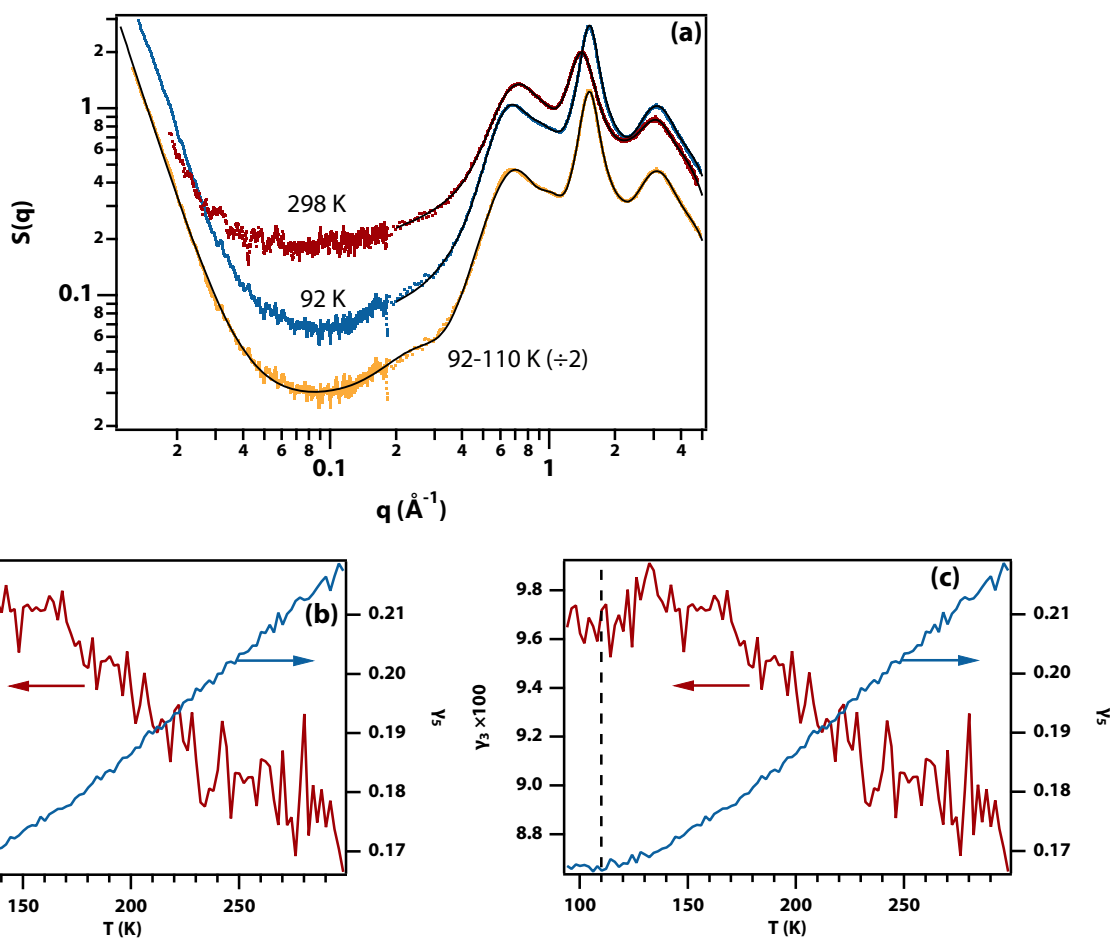 (a)
2
1
8
6
4
2
0.1
8
6
4
2
S(q)
298 K
92 K
92-110 K (÷2)
2 4 6 8 0.1 2 4 6 8 1 2 4
q (Å⁻¹)
(b)
0.21
0.20
0.19
0.18
0.17
γ₅
150 200 250
T (K)
(c)
9.8
9.6
9.4
9.2
9.0
8.8
γ₃ ×100
0.21
0.20
0.19
0.18
0.17
γ₅
100 150 200 250
T (K)